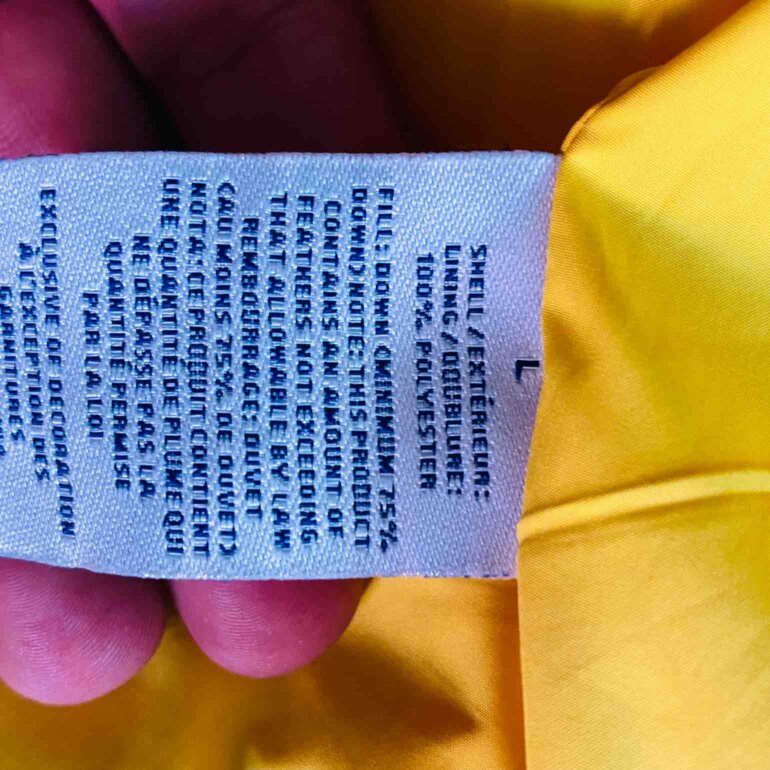 L
SHELL/EXTÉRIEUR:
LINING/DOUBLURE:
100% POLYESTER
FILL: DOWN (MINIMUM 75%
DOWN)NOTE: THIS PRODUCT
CONTAINS AN AMOUNT OF
FEATHERS NOT EXCEEDING
THAT ALLOWABLE BY LAW
REMBOURRAGE: DUVET
(AU MOINS 75% DE DUVET)
NOTA: CE PRODUIT CONTIENT
UNE QUANTITÉ DE PLUME QUI
NE DÉPASSE PAS LA
QUANTITÉ PERMISE
PAR LA LOI
EXCLUSIVE OF DECORATION
À L'EXCEPTION DES
GARNITURES